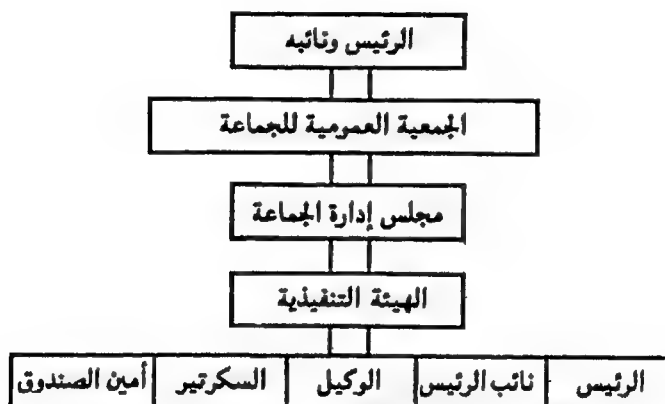 الرئيس ونائبه
الجمعية العمومية للجماعة
مجلس إدارة الجماعة
الهيئة التنفيذية
الرئيس نائب الرئيس الوكيل السكرتير أمين الصندوق